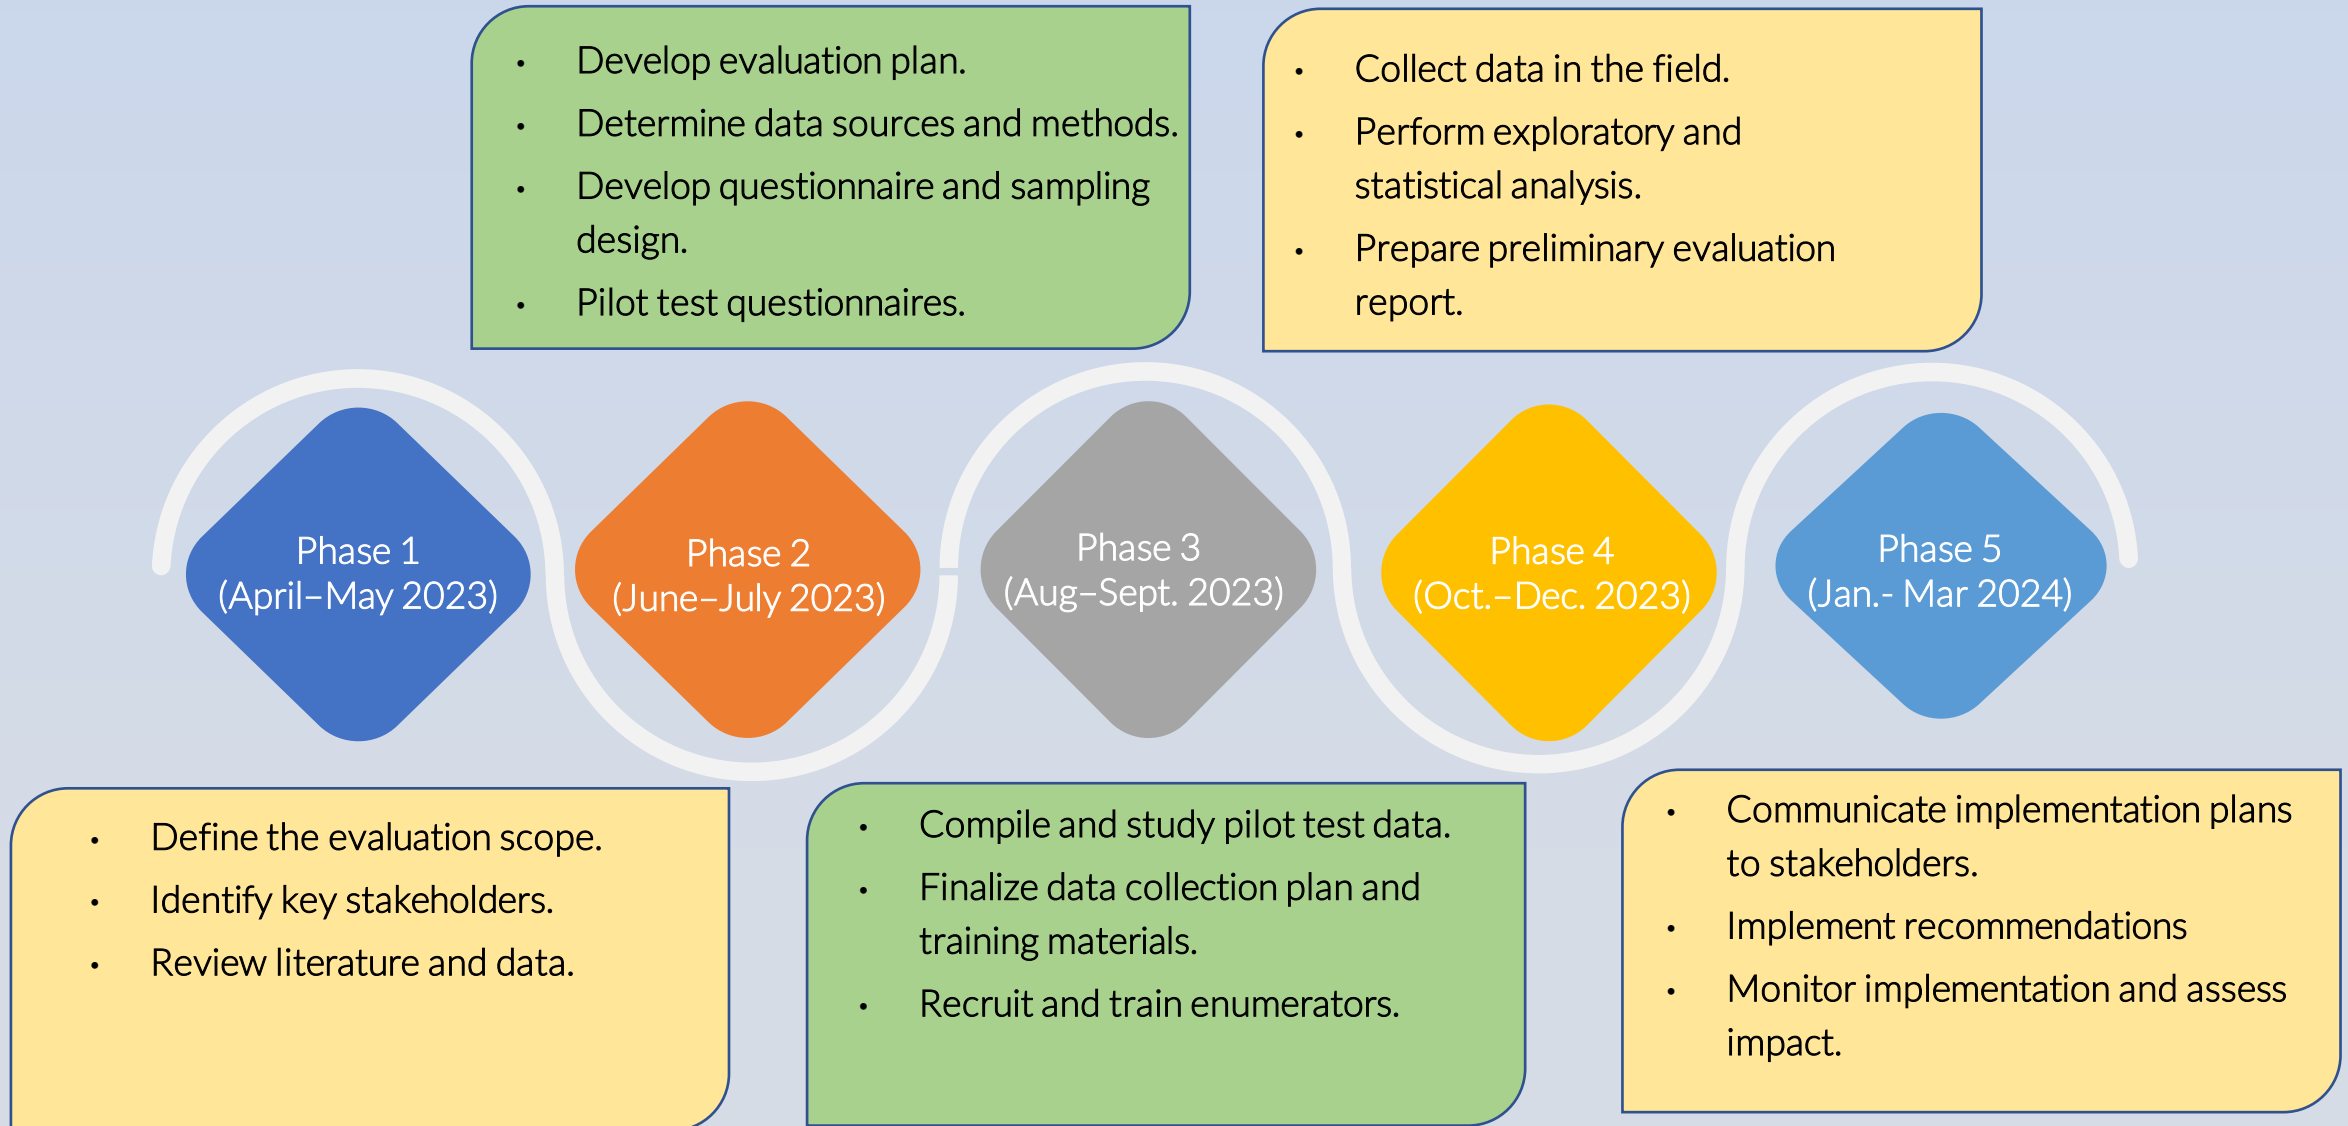 • Develop evaluation plan.
• Determine data sources and methods.
• Develop questionnaire and sampling
design.
• Pilot test questionnaires.
• Collect data in the field.
• Perform exploratory and
statistical analysis.
• Prepare preliminary evaluation
report.
Phase 1
(April–May 2023)
Phase 2
(June–July 2023)
Phase 3
(Aug–Sept. 2023)
Phase 4
(Oct.–Dec. 2023)
Phase 5
(Jan.- Mar 2024)
• Define the evaluation scope.
• Identify key stakeholders.
• Review literature and data.
• Compile and study pilot test data.
• Finalize data collection plan and
training materials.
• Recruit and train enumerators.
• Communicate implementation plans
to stakeholders.
• Implement recommendations
• Monitor implementation and assess
impact.